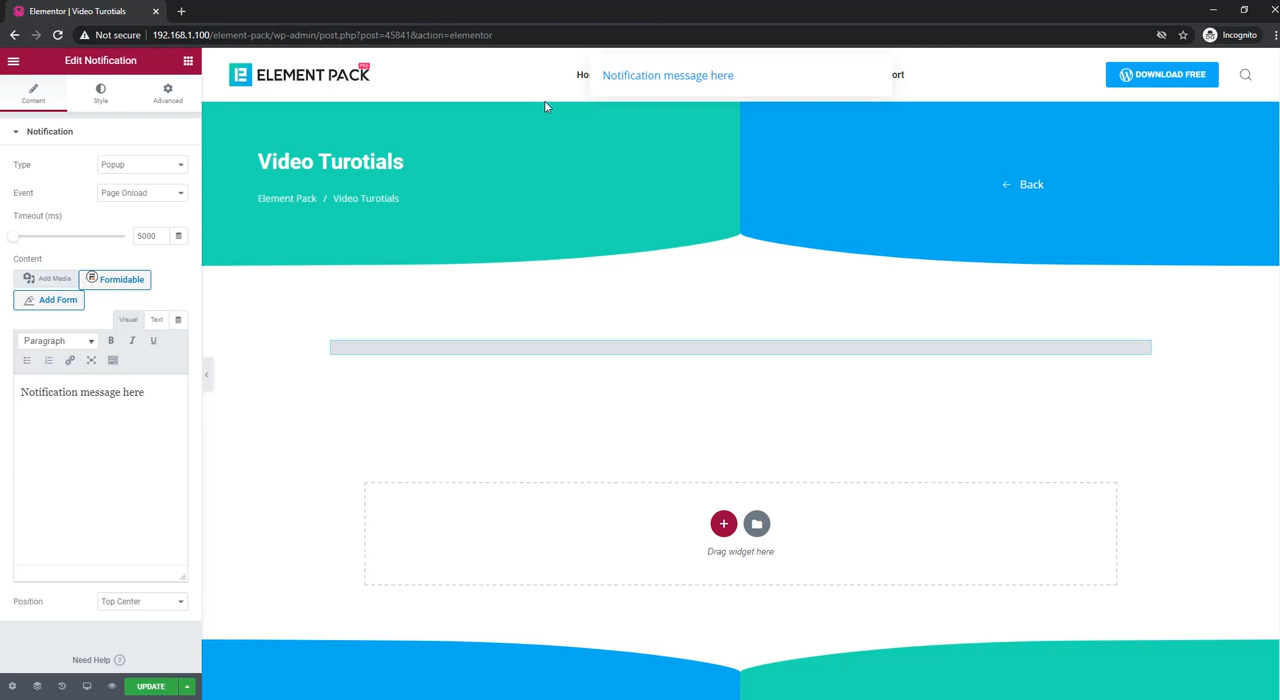 Elementor | Video Turotials
Not secure 192.168.1.100/element-pack/wp-admin/post.php?post=45841&action=elementor
Incognito
Edit Notification
Content
Style
Advanced
Notification
Type
Popup
Event
Page Onload
Timeout (ms)
5000
Content
Add Media
Formidable
Add Form
Visual
Text
Paragraph
B I U
Notification message here
Position
Top Center
Need Help
UPDATE
ELEMENT PACK
PRO
Ho
Notification message here
ort
DOWNLOAD FREE
Video Turotials
Element Pack / Video Turotials
Back
Drag widget here